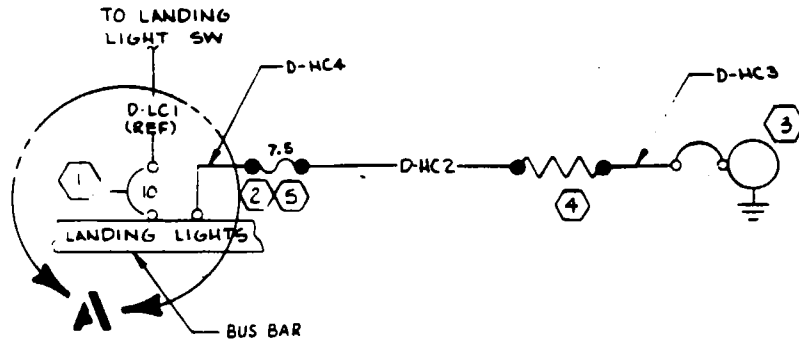 TO LANDING
LIGHT SW
D-HC4
D-HC3
D-LC1
(REF)
3
1
10
7.5
D-HC2
2
5
4
LANDING LIGHTS
A
BUS BAR